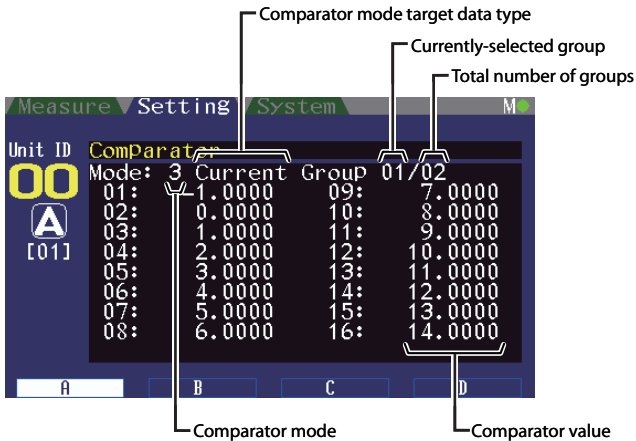 Comparator mode target data type
Currently-selected group
Total number of groups
Measure Setting System M
Unit ID Comparator
00 Mode: 3 Current Group 01/02
01: -1.0000 09: 7.0000
02: 0.0000 10: 8.0000
A 03: 1.0000 11: 9.0000
[01] 04: 2.0000 12: 10.0000
05: 3.0000 13: 11.0000
06: 4.0000 14: 12.0000
07: 5.0000 15: 13.0000
08: 6.0000 16: 14.0000
A B C D
Comparator mode Comparator value